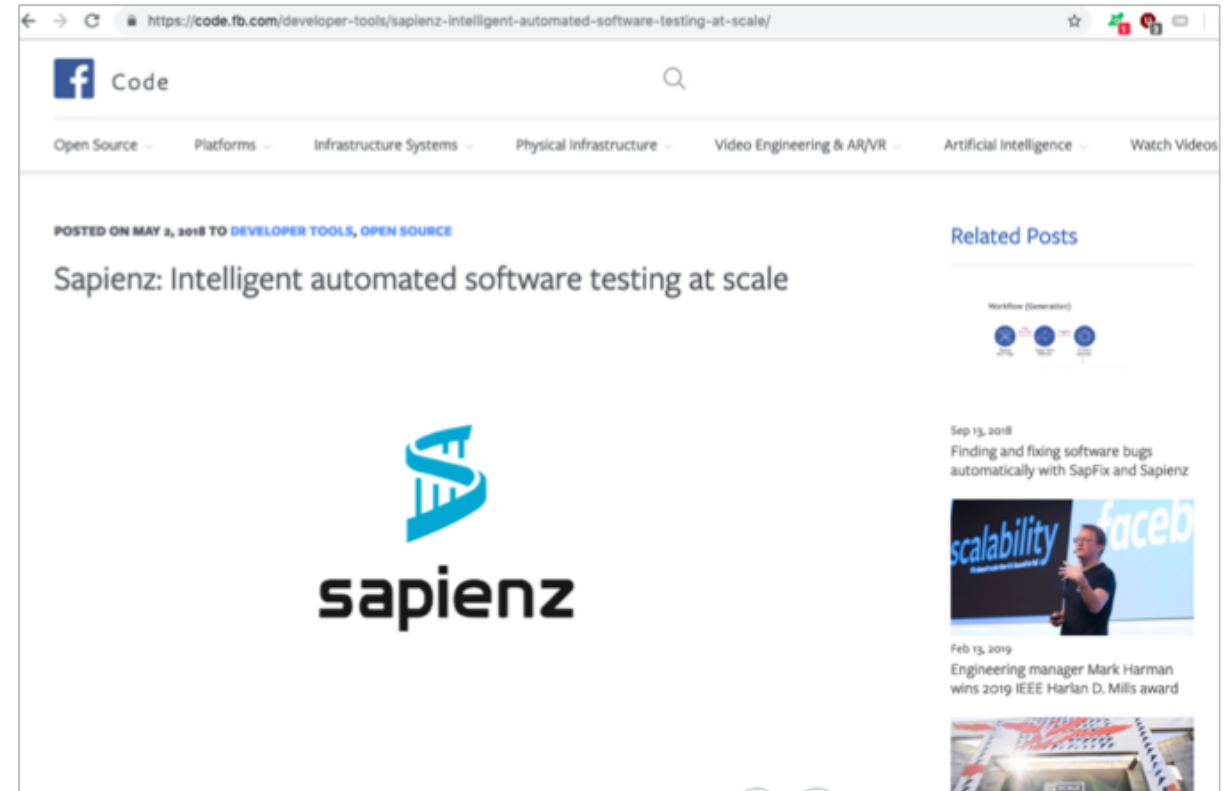 https://code.fb.com/developer-tools/sapienz-intelligent-automated-software-testing-at-scale/
1
3
f Code
Open Source Platforms Infrastructure Systems Physical Infrastructure Video Engineering & AR/VR Artificial Intelligence Watch Videos
POSTED ON MAY 2, 2018 TO DEVELOPER TOOLS, OPEN SOURCE
Sapienz: Intelligent automated software testing at scale
sapienz
Related Posts
Workflow (Generation)
Sep 13, 2018
Finding and fixing software bugs
automatically with SapFix and Sapienz
scalability
faceb
Feb 13, 2019
Engineering manager Mark Harman
wins 2019 IEEE Harlan D. Mills award
SCALE